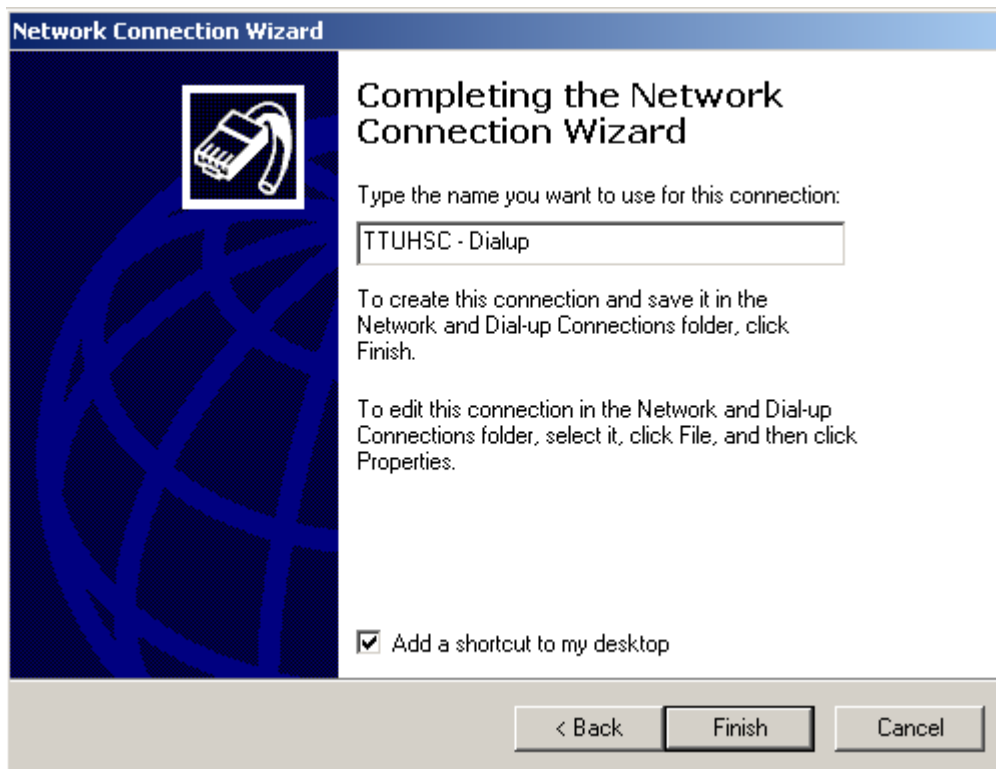 Network Connection Wizard
Completing the Network
Connection Wizard
Type the name you want to use for this connection:
TTUHSC - Dialup
To create this connection and save it in the
Network and Dial-up Connections folder, click
Finish.
To edit this connection in the Network and Dial-up
Connections folder, select it, click File, and then click
Properties.
Add a shortcut to my desktop
< Back Finish Cancel